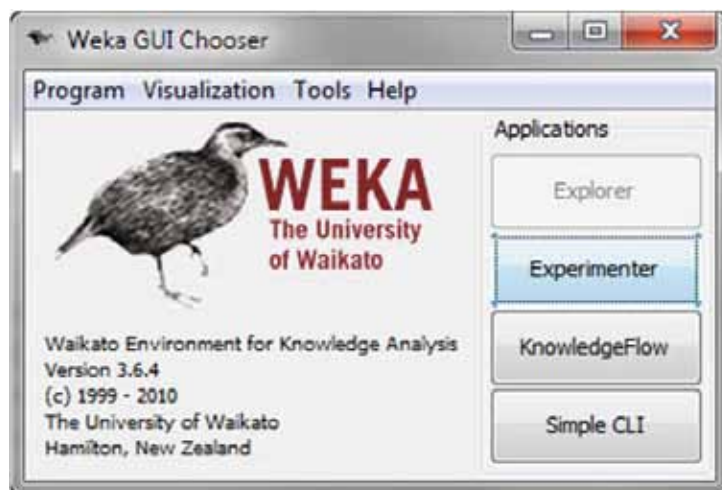 Weka GUI Chooser
Program Visualization Tools Help
WEKA
The University
of Waikato
Waikato Environment for Knowledge Analysis
Version 3.6.4
(c) 1999 - 2010
The University of Waikato
Hamilton, New Zealand
Applications
Explorer
Experimenter
KnowledgeFlow
Simple CLI